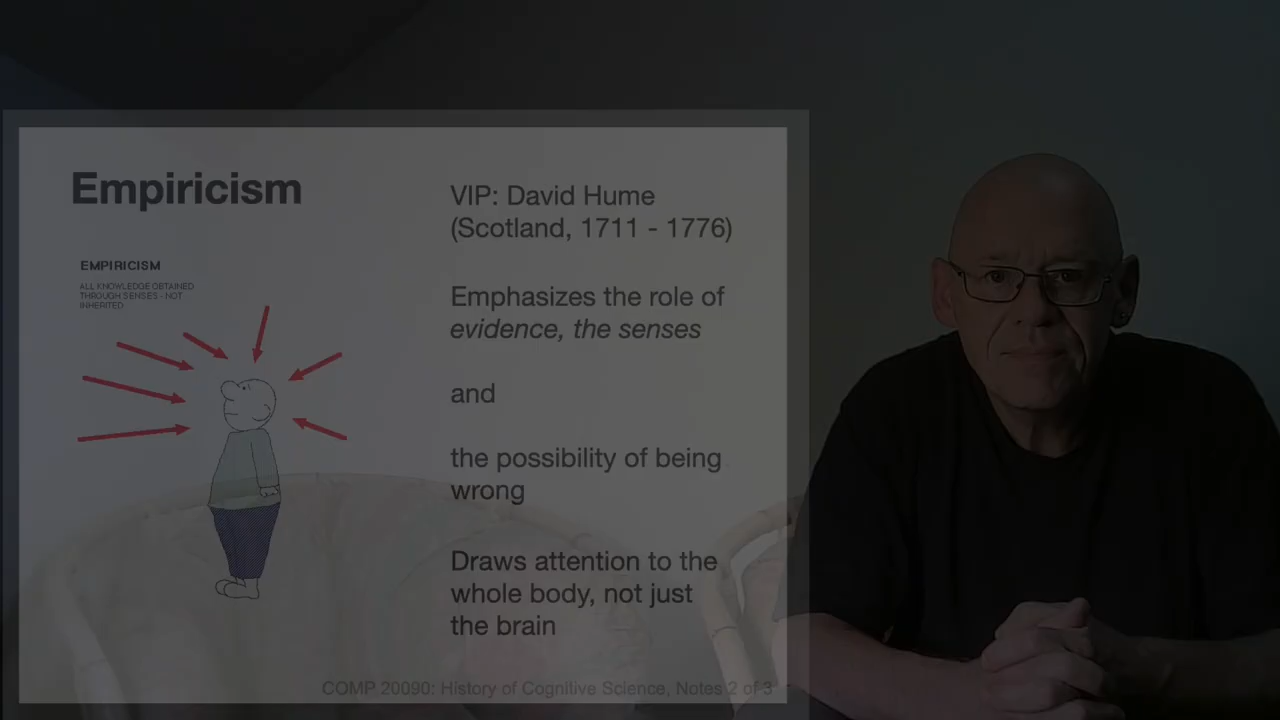 Empiricism
EMPIRICISM
ALL KNOWLEDGE OBTAINED
THROUGH SENSES - NOT
INHERITED
VIP: David Hume
(Scotland, 1711 - 1776)
Emphasizes the role of
evidence, the senses
and
the possibility of being
wrong
Draws attention to the
whole body, not just
the brain
COMP 20090: History of Cognitive Science, Notes 2 of 3